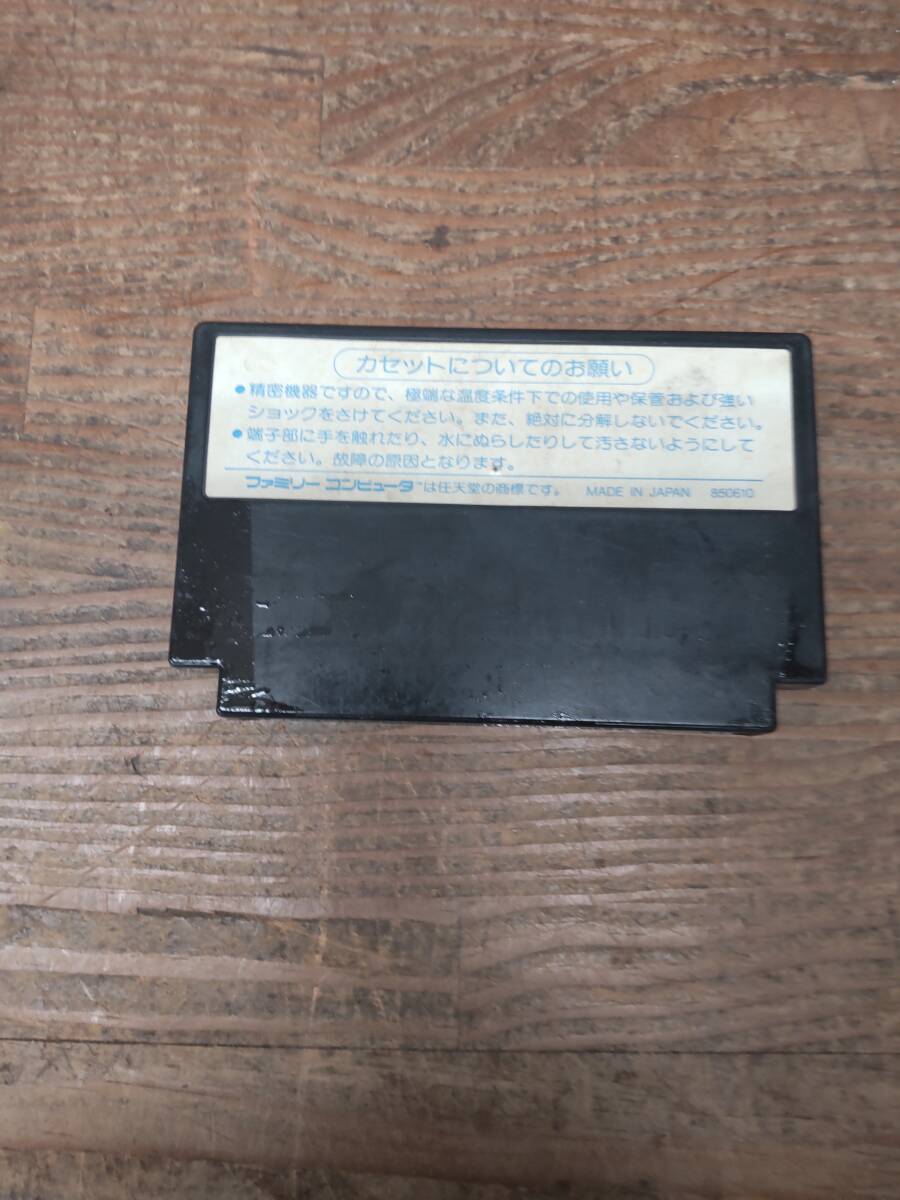 カセットについてのお願い
●精密機器ですので、極端な温度条件下での使用や保管および強い
ショックをさけてください。また、絶対に分解しないでください。
●端子部に手を触れたり、水にぬらしたりして汚さないようにして
ください。故障の原因となります。
ファミリーコンピュータ™は任天堂の商標です。 MADE IN JAPAN 850610